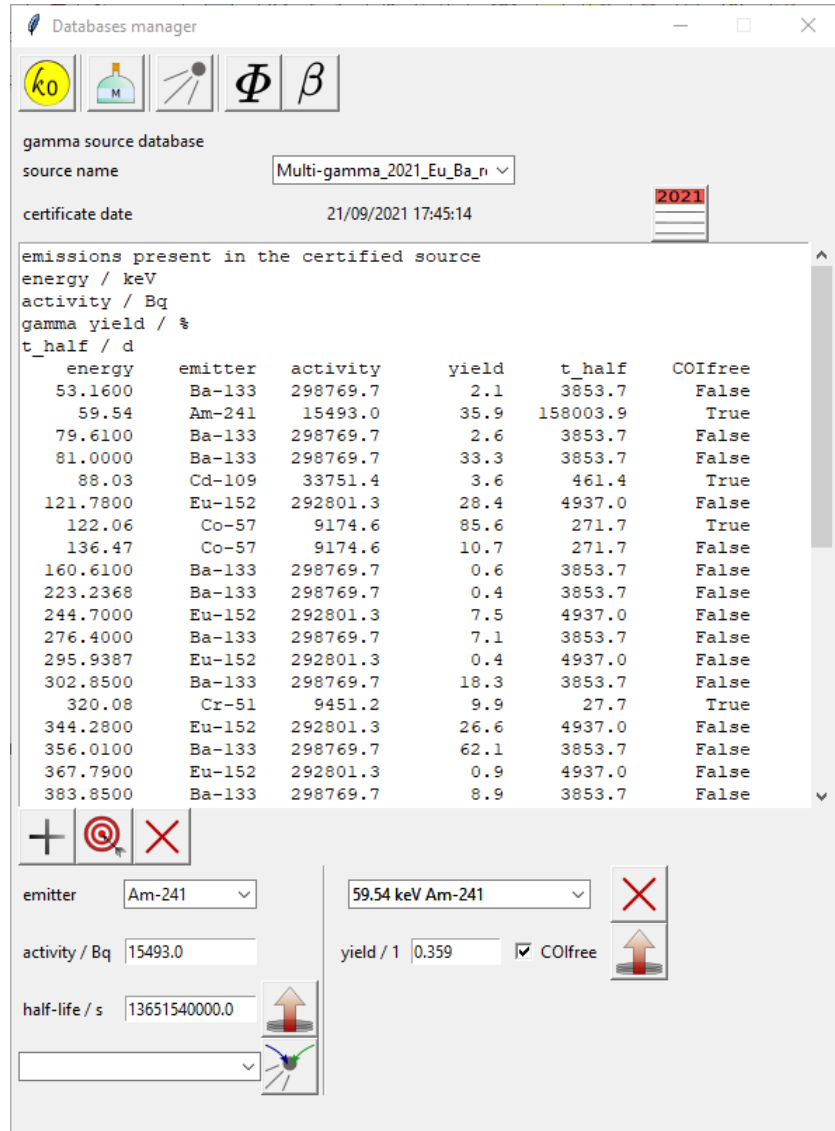 Databases manager
k0 M Φ β
gamma source database
source name Multi-gamma_2021_Eu_Ba_r
certificate date 21/09/2021 17:45:14 2021
emissions present in the certified source
energy / keV
activity / Bq
gamma yield / %
t_half / d
energy emitter activity yield t_half COIfree
53.1600 Ba-133 298769.7 2.1 3853.7 False
59.54 Am-241 15493.0 35.9 158003.9 True
79.6100 Ba-133 298769.7 2.6 3853.7 False
81.0000 Ba-133 298769.7 33.3 3853.7 False
88.03 Cd-109 33751.4 3.6 461.4 True
121.7800 Eu-152 292801.3 28.4 4937.0 False
122.06 Co-57 9174.6 85.6 271.7 True
136.47 Co-57 9174.6 10.7 271.7 False
160.6100 Ba-133 298769.7 0.6 3853.7 False
223.2368 Ba-133 298769.7 0.4 3853.7 False
244.7000 Eu-152 292801.3 7.5 4937.0 False
276.4000 Ba-133 298769.7 7.1 3853.7 False
295.9387 Eu-152 292801.3 0.4 4937.0 False
302.8500 Ba-133 298769.7 18.3 3853.7 False
320.08 Cr-51 9451.2 9.9 27.7 True
344.2800 Eu-152 292801.3 26.6 4937.0 False
356.0100 Ba-133 298769.7 62.1 3853.7 False
367.7900 Eu-152 292801.3 0.9 4937.0 False
383.8500 Ba-133 298769.7 8.9 3853.7 False
emitter Am-241 59.54 keV Am-241
activity / Bq 15493.0 yield / 1 0.359 COIfree
half-life / s 13651540000.0